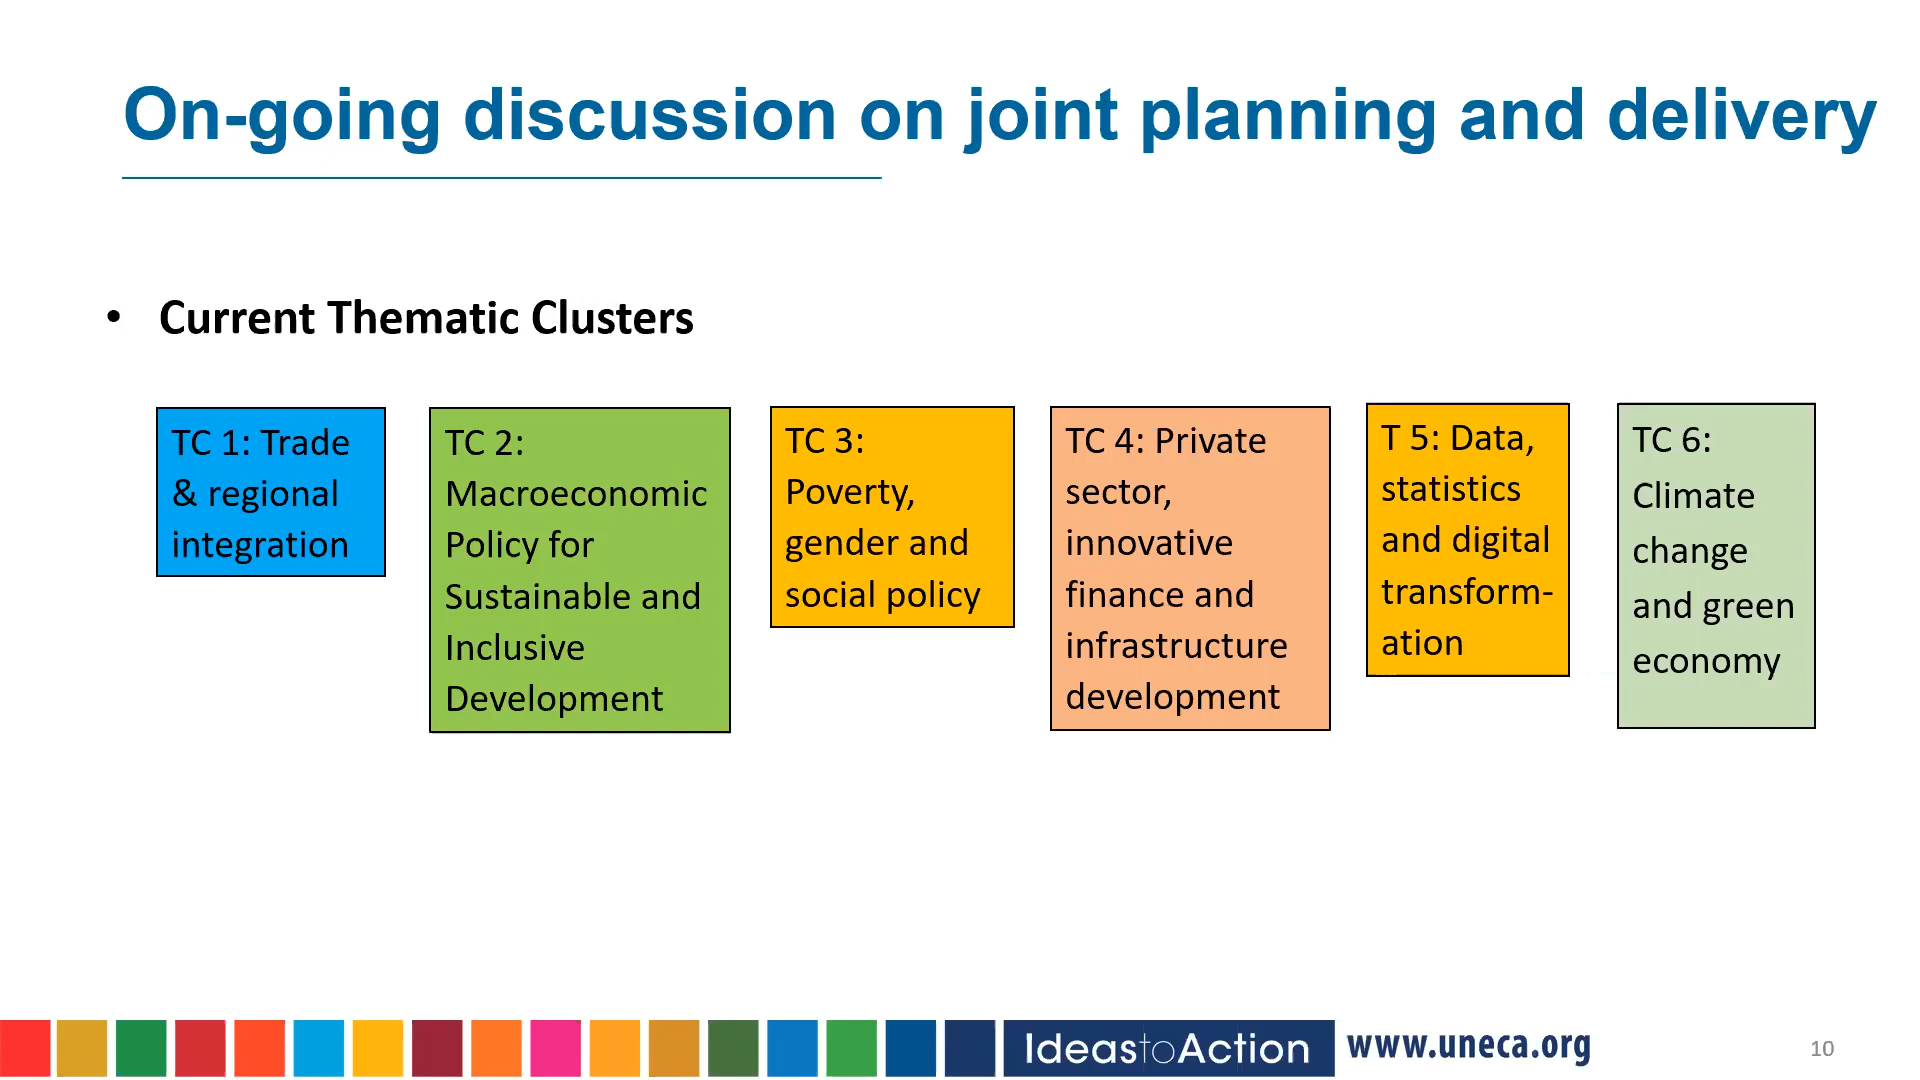 On-going discussion on joint planning and delivery
• Current Thematic Clusters
TC 1: Trade
& regional
integration
TC 2:
Macroeconomic
Policy for
Sustainable and
Inclusive
Development
TC 3:
Poverty,
gender and
social policy
TC 4: Private
sector,
innovative
finance and
infrastructure
development
T 5: Data,
statistics
and digital
transform-
ation
TC 6:
Climate
change
and green
economy
IdeastoAction
www.uneca.org
10